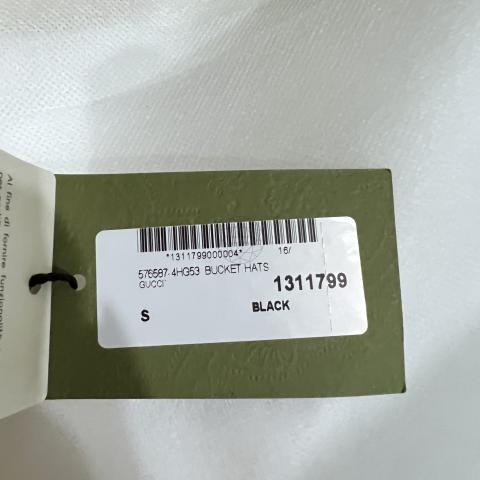 *1311799000004* 16/
576587 4HG53 BUCKET HATS
GUCCI
1311799
S
BLACK
Al fine di fornire